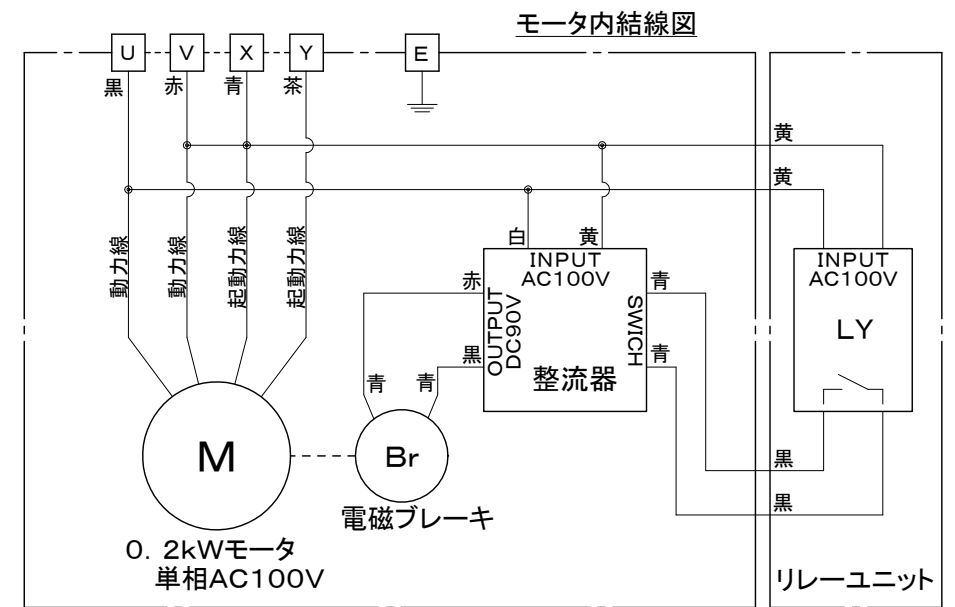 モータ内結線図
U V X Y E
黒 赤 青 茶
黄
黄
動力線 動力線 起動力線 起動力線
白 黄
INPUT
AC100V
OUTPUT
DC90V
SWICH
整流器
赤
黒
青
青
青 青
INPUT
AC100V
LY
M
Br
黒
黒
電磁ブレーキ
0.2kWモータ
単相AC100V
リレーユニット